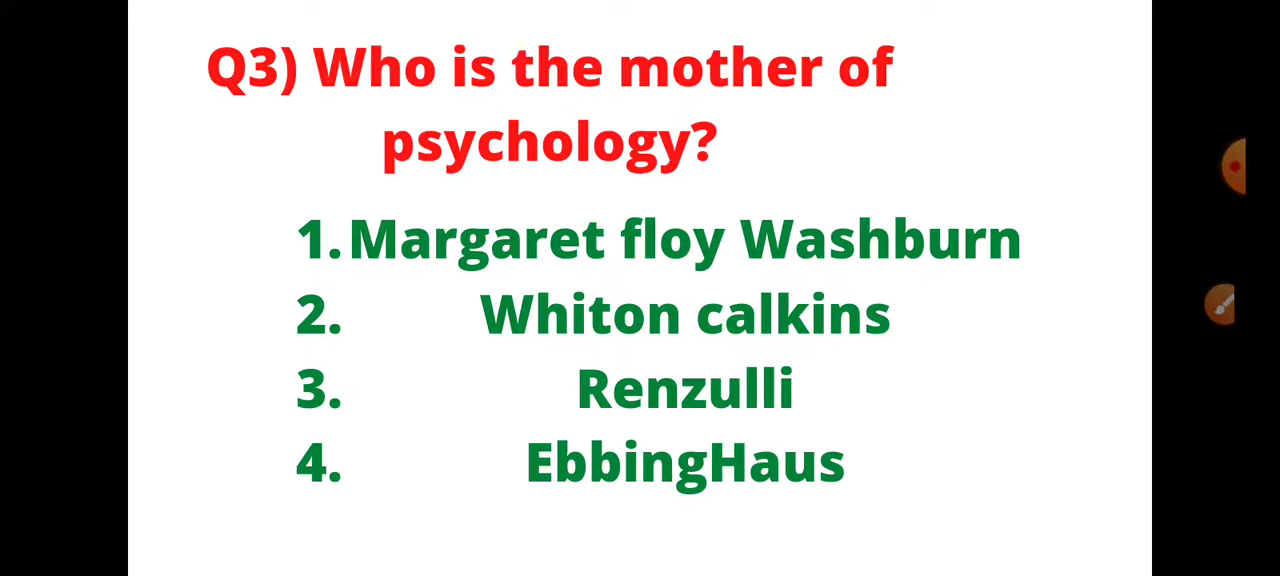 Q3) Who is the mother of
psychology?
1. Margaret floy Washburn
2. Whiton calkins
3. Renzulli
4. EbbingHaus